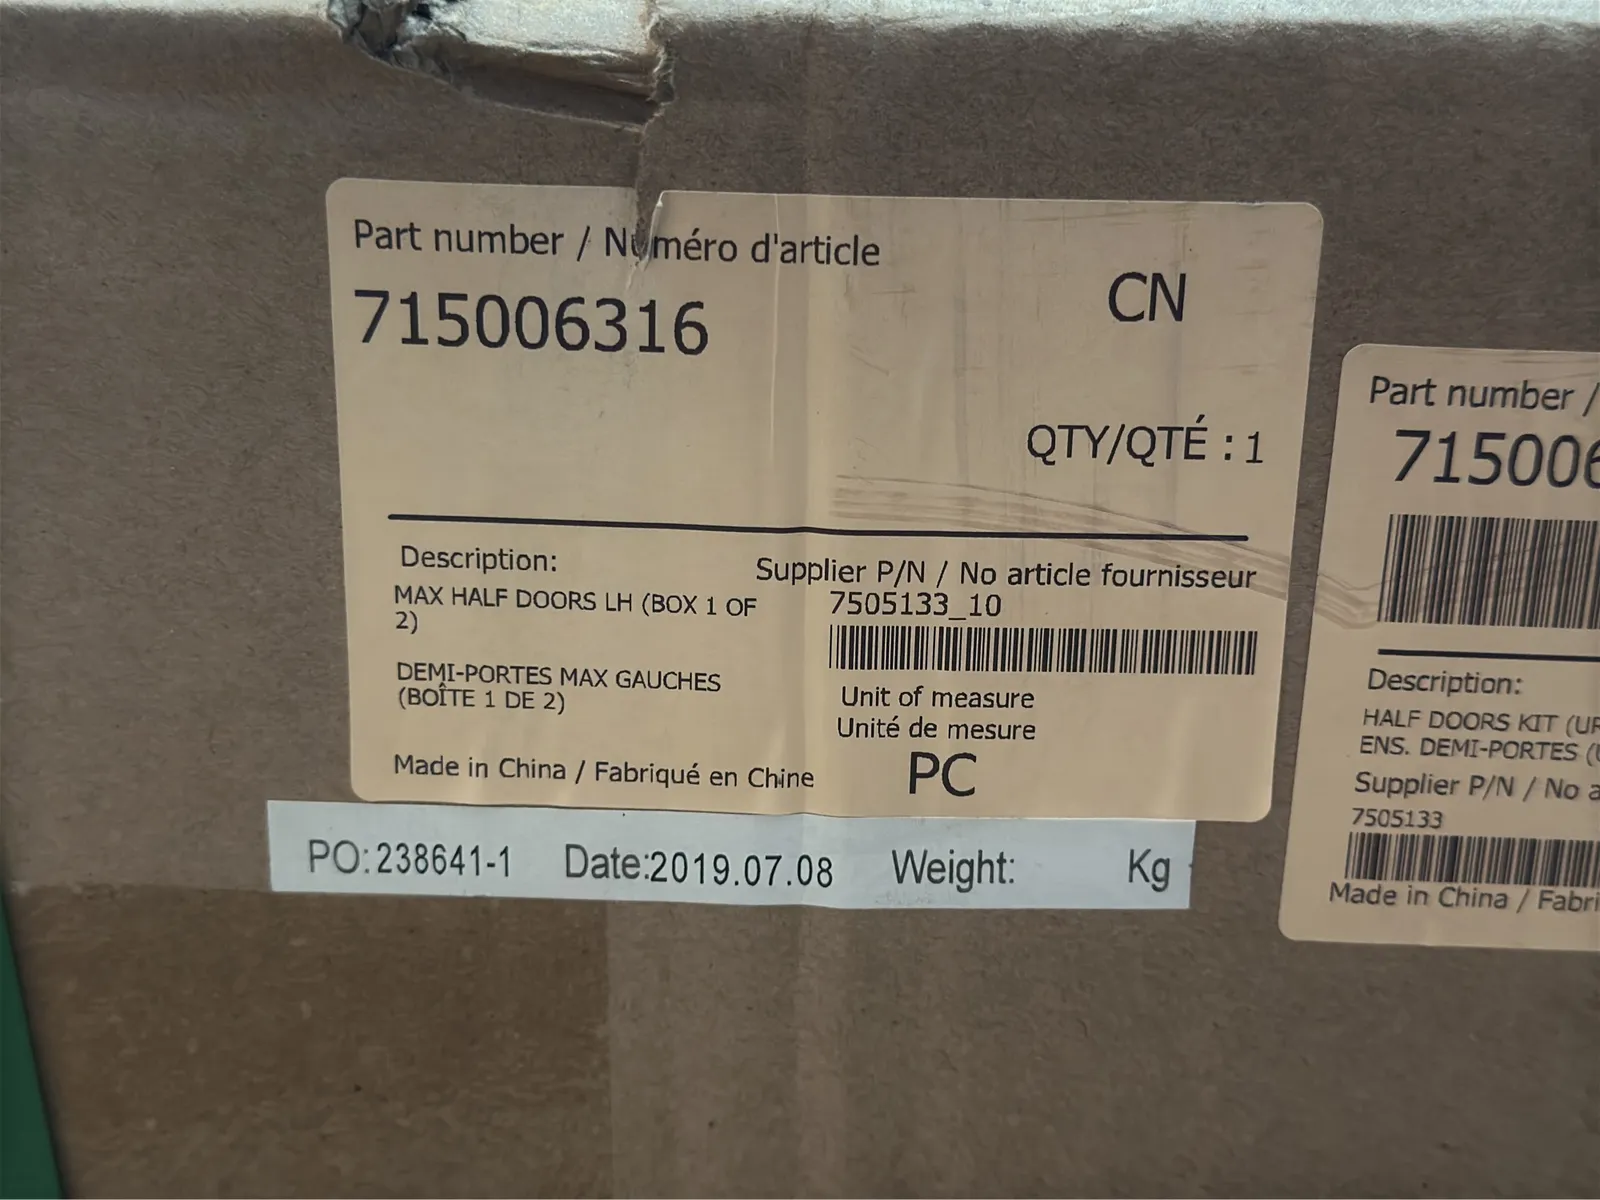 Part number / Numéro d'article
715006316
CN
QTY/QTÉ : 1
Description:
MAX HALF DOORS LH (BOX 1 OF
2)
DEMI-PORTES MAX GAUCHES
(BOÎTE 1 DE 2)
Made in China / Fabriqué en Chine
Supplier P/N / No article fournisseur
7505133_10
Unit of measure
Unité de mesure
PC
PO:238641-1 Date:2019.07.08 Weight: Kg
Part number /
715006
Description:
HALF DOORS KIT
ENS. DEMI-PORTES
Supplier P/N / No
7505133
Made in China /